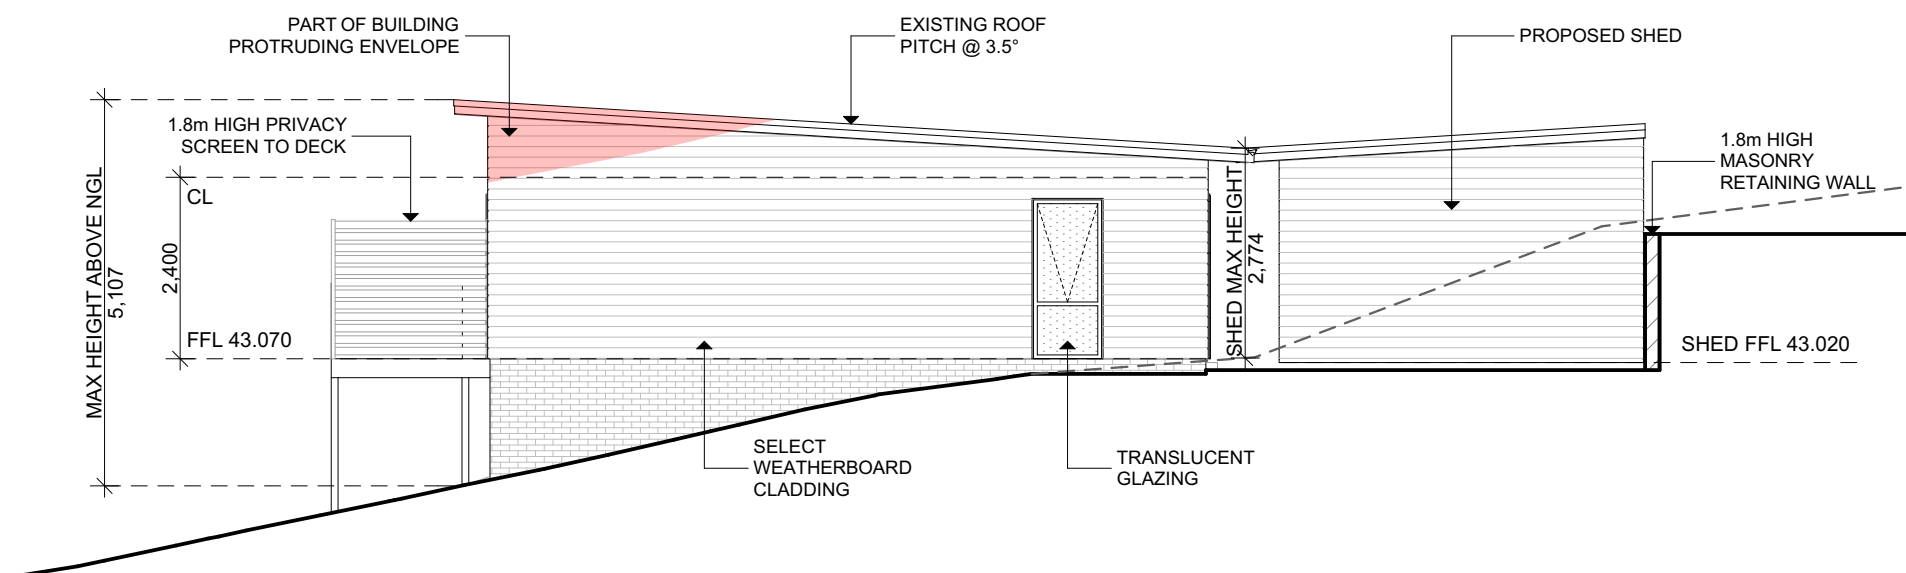 PART OF BUILDING
PROTRUDING ENVELOPE
EXISTING ROOF
PITCH @ 3.5°
PROPOSED SHED
1.8m HIGH PRIVACY
SCREEN TO DECK
1.8m HIGH
MASONRY
RETAINING WALL
MAX HEIGHT ABOVE NGL
5,107
CL
2,400
FFL 43.070
SHED MAX HEIGHT
2,774
SHED FFL 43.020
SELECT
WEATHERBOARD
CLADDING
TRANSLUCENT
GLAZING